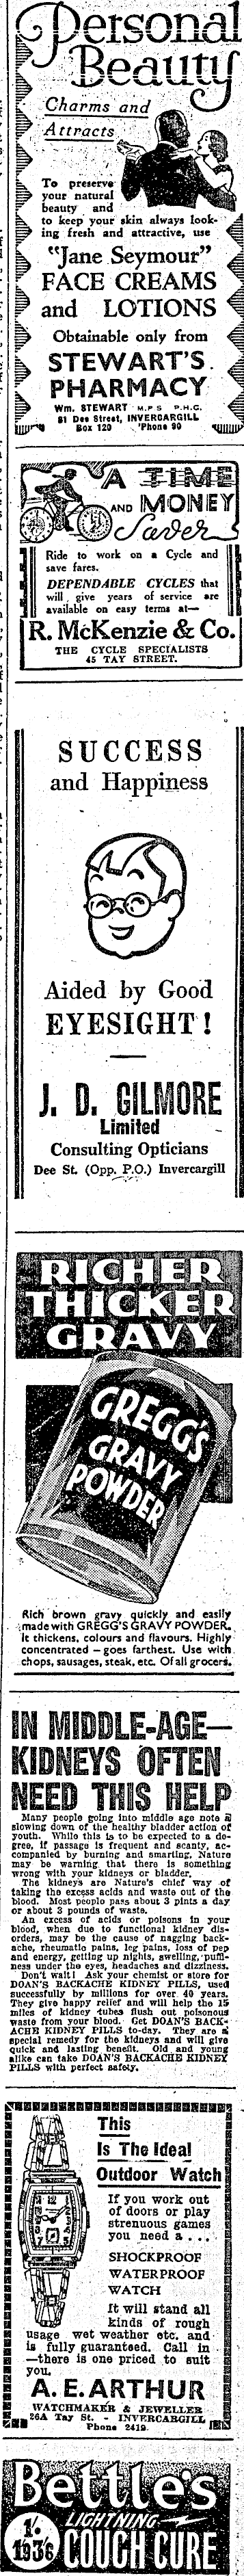 Personal
Beauty
Charms and
Attracts
To preserve
your natural
beauty and
to keep your skin always look-
ing fresh and attractive, use
"Jane Seymour"
FACE CREAMS
and LOTIONS
Obtainable only from
STEWART'S
PHARMACY
Wm. STEWART M.P.S P.H.C.
81 Dee Street, INVERCARGILL
Box 120 'Phone 90
A TIME
AND MONEY
Saver
Ride to work on a Cycle and
save fares.
DEPENDABLE CYCLES that
will give years of service are
available on easy terms at—
R. McKenzie & Co.
THE CYCLE SPECIALISTS
45 TAY STREET.
SUCCESS
and Happiness
Aided by Good
EYESIGHT!
J. D. GILMORE
Limited
Consulting Opticians
Dee St. (Opp. P.O.) Invercargill
RICHER
THICKER
GRAVY
GREGG'S
GRAVY
POWDER
Rich brown gravy quickly and easily
made with GREGG'S GRAVY POWDER.
It thickens, colours and flavours. Highly
concentrated — goes farthest. Use with
chops, sausages, steak, etc. Of all grocers.
IN MIDDLE-AGE—
KIDNEYS OFTEN
NEED THIS HELP
Many people going into middle age note a
slowing down of the healthy bladder action of
youth. While this is to be expected to a de-
gree, if passage is frequent and scanty, ac-
companied by burning and smarting, Nature
may be warning that there is something
wrong with your kidneys or bladder.
The kidneys are Nature's chief way of
taking the excess acids and waste out of the
blood. Most people pass about 3 pints a day
or about 3 pounds of waste.
An excess of acids or poisons in your
blood, when due to functional kidney dis-
orders, may be the cause of nagging back-
ache, rheumatic pains, leg pains, loss of pep
and energy, getting up nights, swelling, puffi-
ness under the eyes, headaches and dizziness.
Don't wait! Ask your chemist or store for
DOAN'S BACKACHE KIDNEY PILLS, used
successfully by millions for over 40 years.
They give happy relief and will help the 15
miles of kidney tubes flush out poisonous
waste from your blood. Get DOAN'S BACK-
ACHE KIDNEY PILLS to-day. They are a
special remedy for the kidneys and will give
quick and lasting benefit. Old and young
alike can take DOAN'S BACKACHE KIDNEY
PILLS with perfect safety.
This
Is The Ideal
Outdoor Watch
If you work out
of doors or play
strenuous games
you need a . . .
SHOCKPROOF
WATERPROOF
WATCH
It will stand all
kinds of rough
usage wet weather etc. and
is fully guaranteed. Call in
—there is one priced to suit
you.
A. E. ARTHUR
WATCHMAKER & JEWELLER
26A Tay St. - INVERCARGILL
Phone 2419.
Bettle's
LIGHTNING
1/- 1936 COUGH CURE